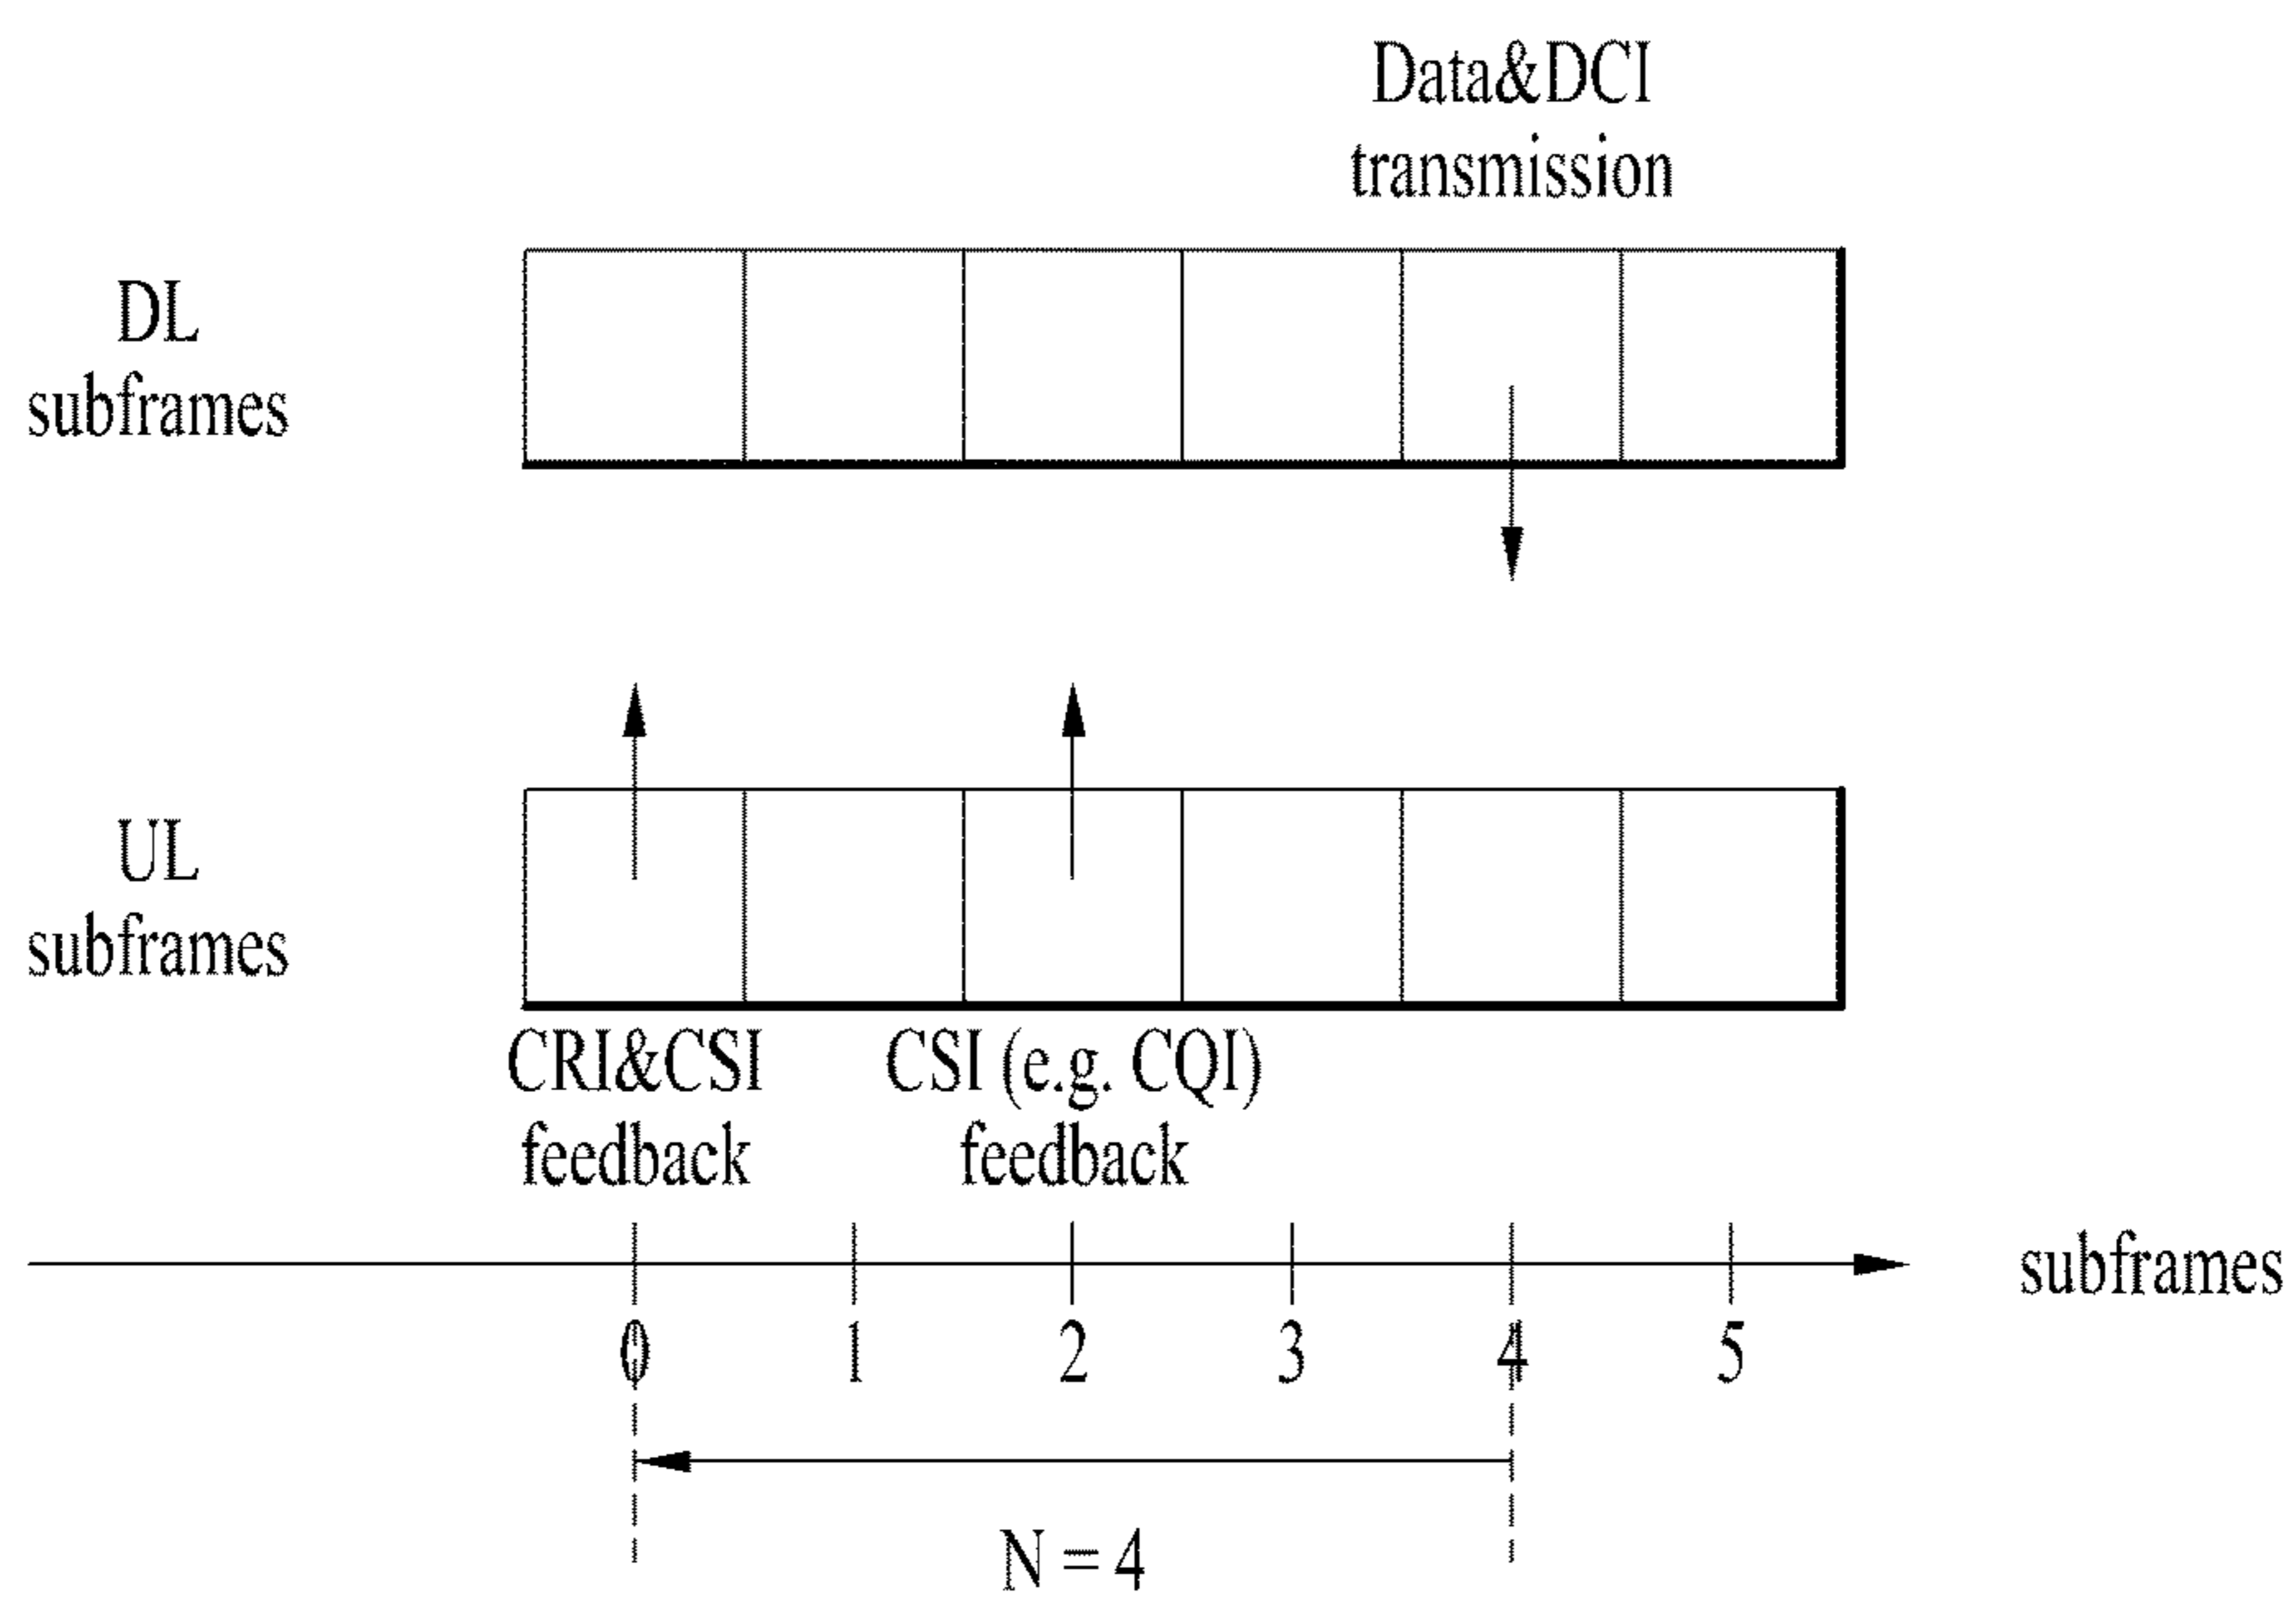 Data&DCI
transmission
DL
subframes
UL
subframes
CRI&CSI
feedback
CSI (e.g. CQI)
feedback
subframes
0 1 2 3 4 5
N = 4